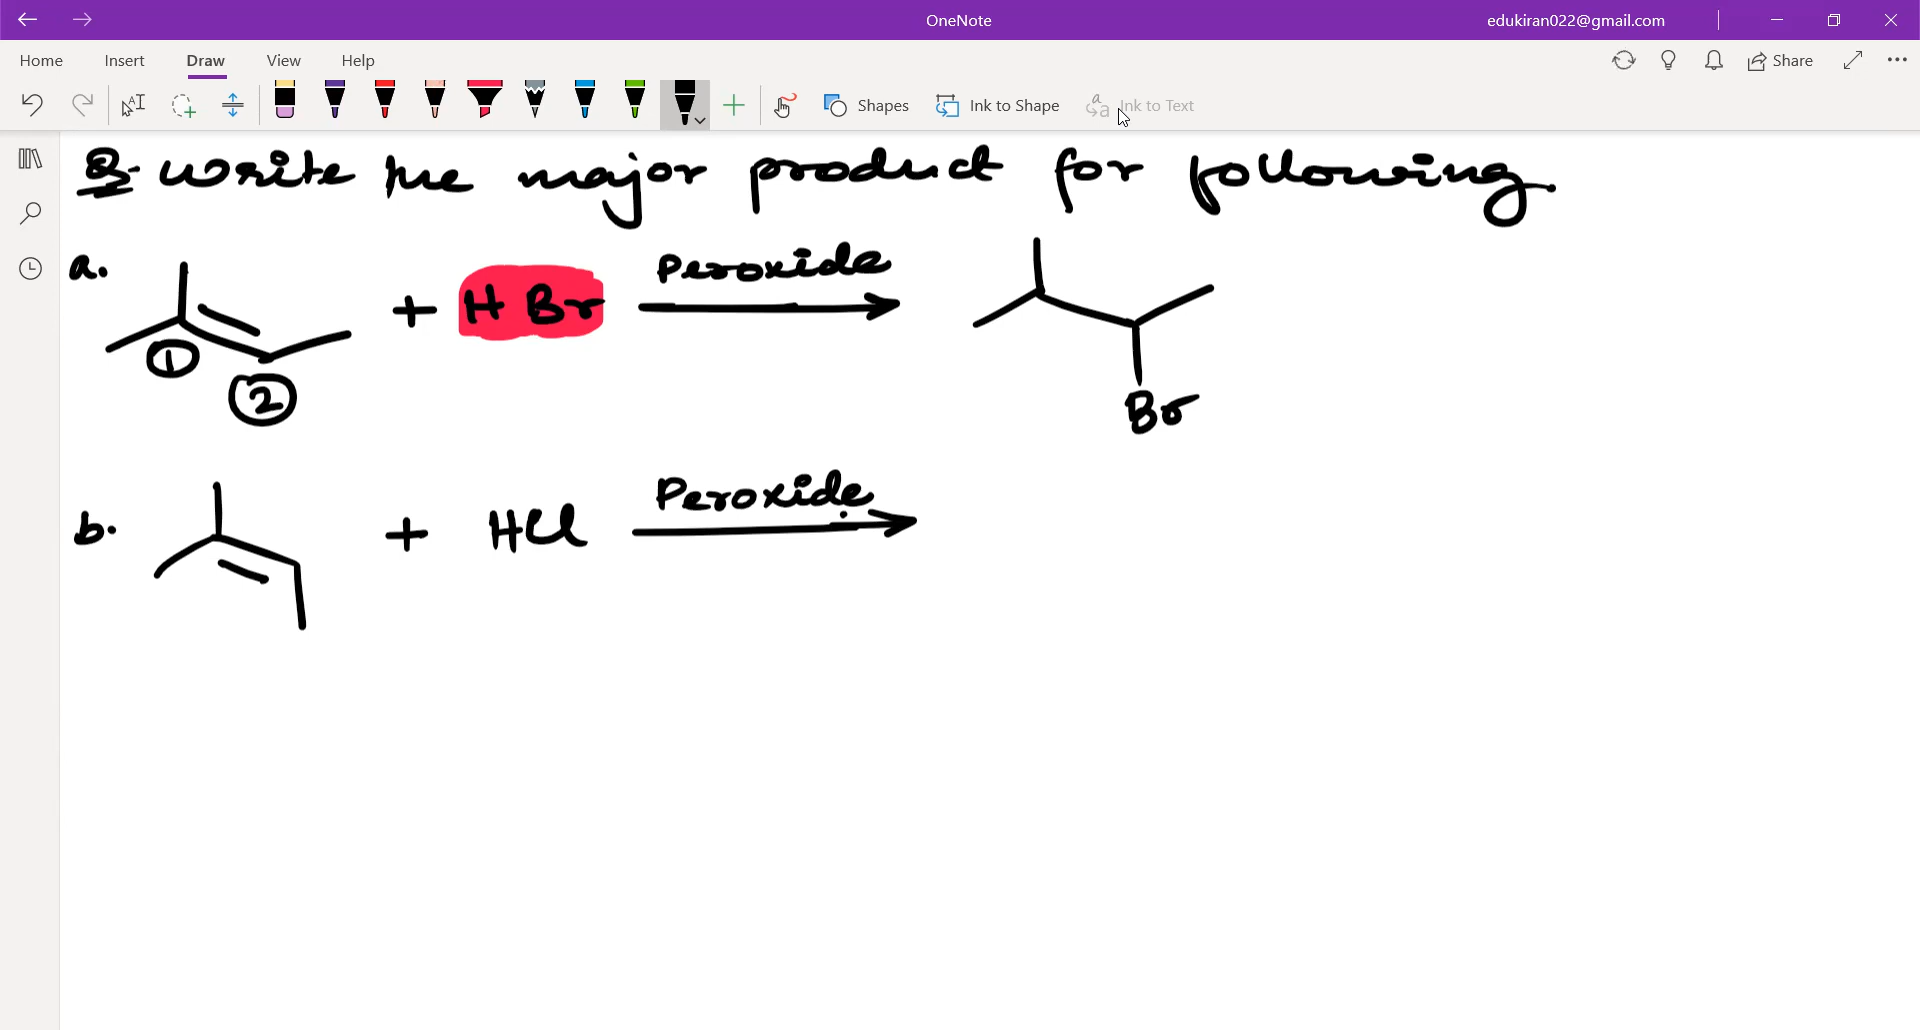 OneNote
edukiran022@gmail.com
Home Insert Draw View Help
Share
Shapes Ink to Shape Ink to Text
Q- write the major product for following
a. + H Br Peroxide
1
2
Br
b. + HCl Peroxide